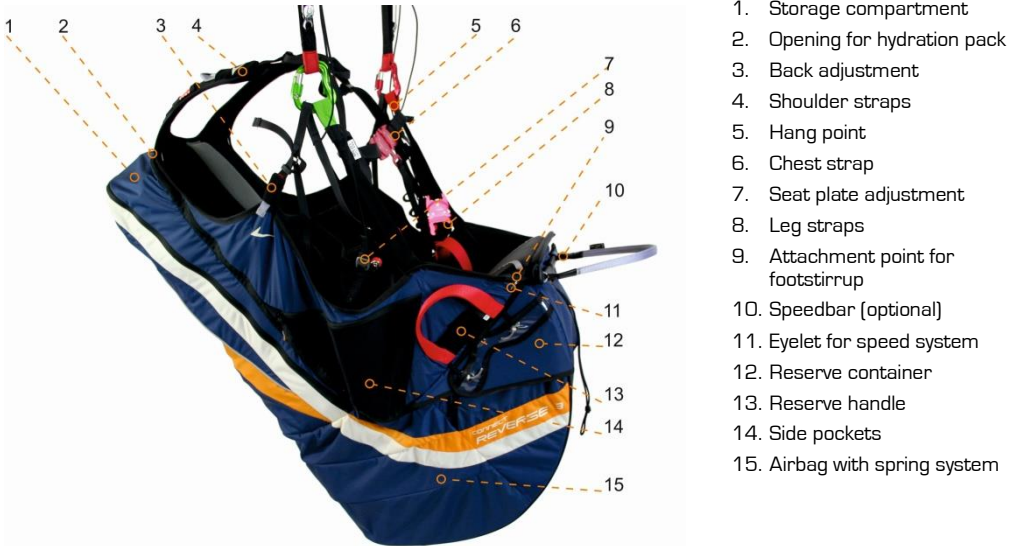 1
2
3
4
5
6
7
8
9
10
11
12
13
14
15
connect
REVERSE 3
1. Storage compartment
2. Opening for hydration pack
3. Back adjustment
4. Shoulder straps
5. Hang point
6. Chest strap
7. Seat plate adjustment
8. Leg straps
9. Attachment point for
footstirrup
10. Speedbar (optional)
11. Eyelet for speed system
12. Reserve container
13. Reserve handle
14. Side pockets
15. Airbag with spring system